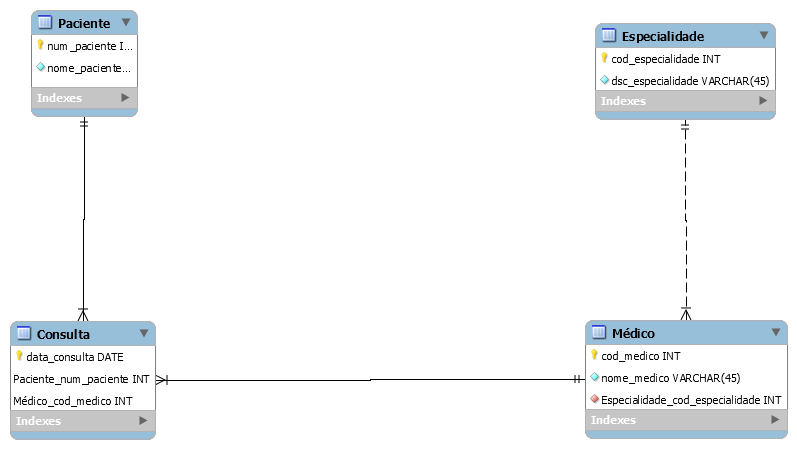 Paciente
num_paciente I...
nome_paciente...
Indexes
Especialidade
cod_especialidade INT
dsc_especialidade VARCHAR(45)
Indexes
Consulta
data_consulta DATE
Paciente_num_paciente INT
Médico_cod_medico INT
Indexes
Médico
cod_medico INT
nome_medico VARCHAR(45)
Especialidade_cod_especialidade INT
Indexes